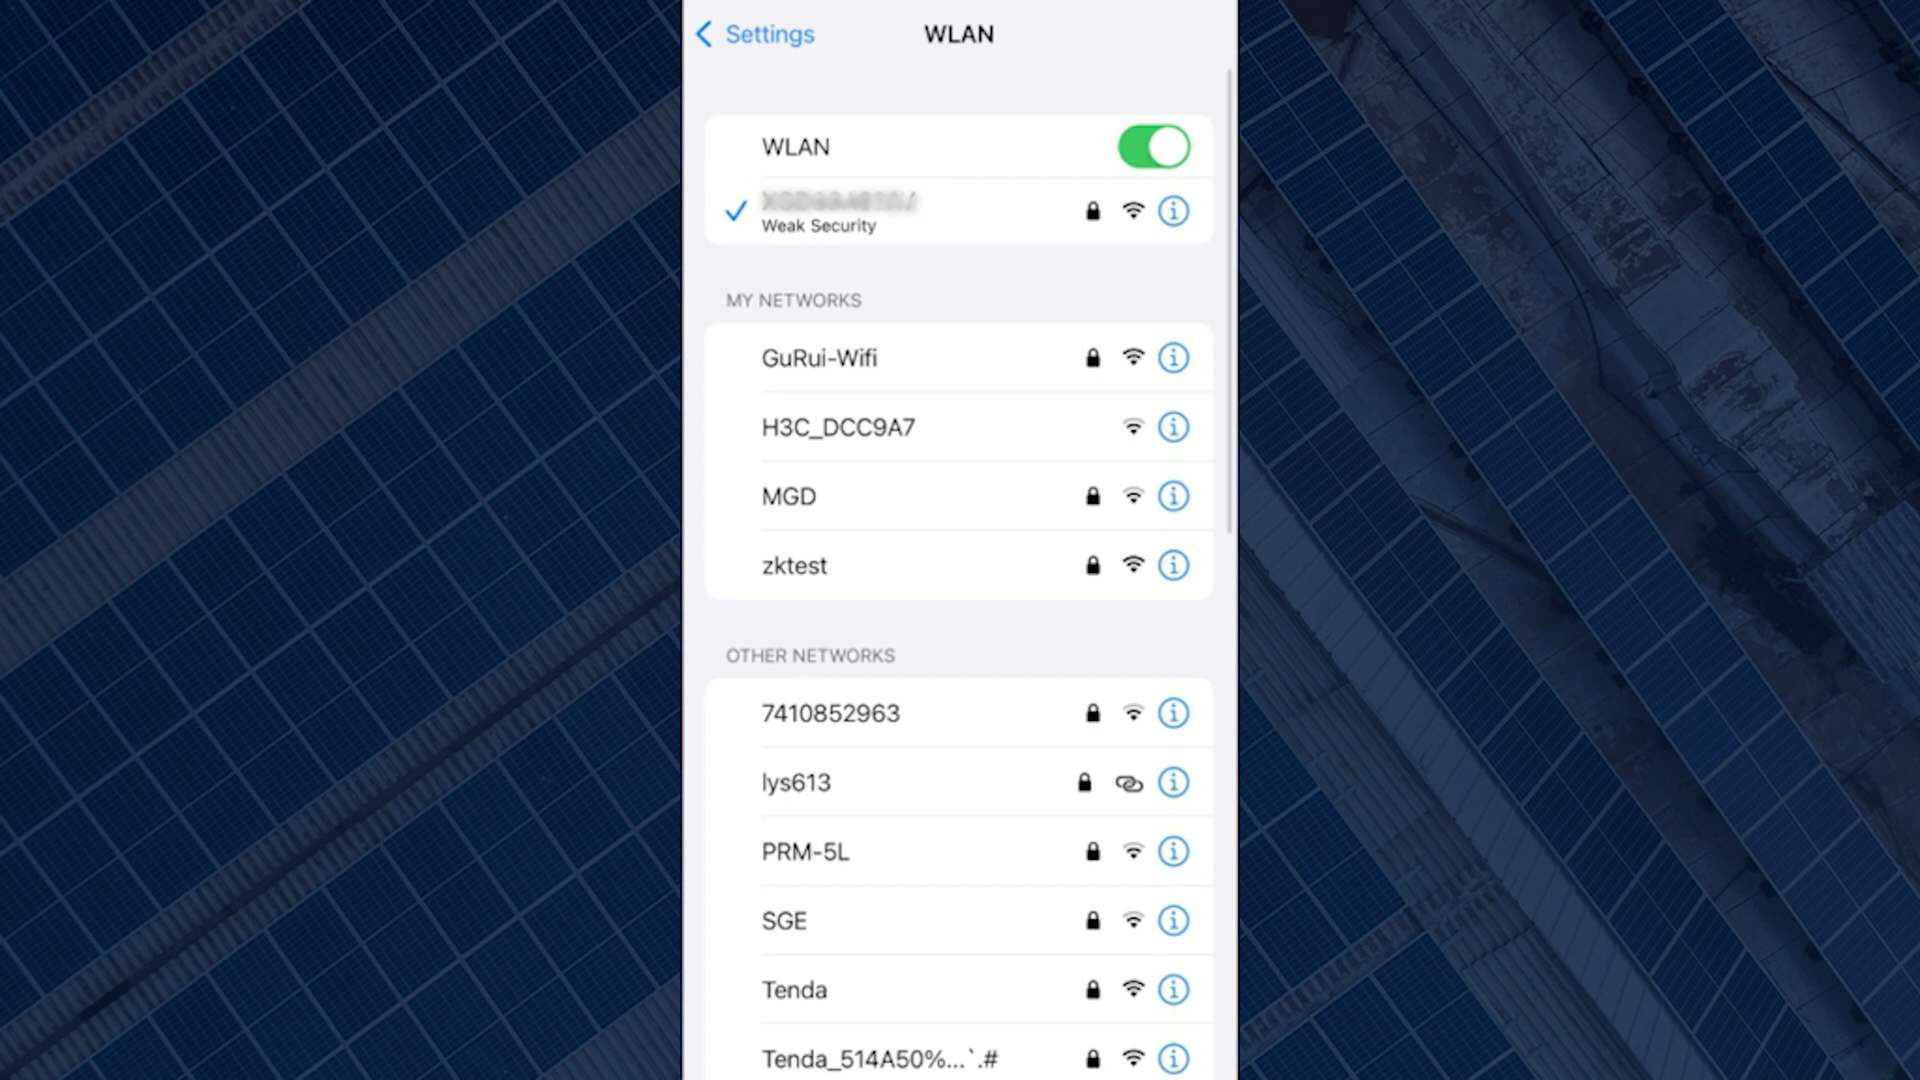 Settings
WLAN
WLAN
Weak Security
MY NETWORKS
GuRui-Wifi
H3C_DCC9A7
MGD
zktest
OTHER NETWORKS
7410852963
lys613
PRM-5L
SGE
Tenda
Tenda_514A50%...`.#